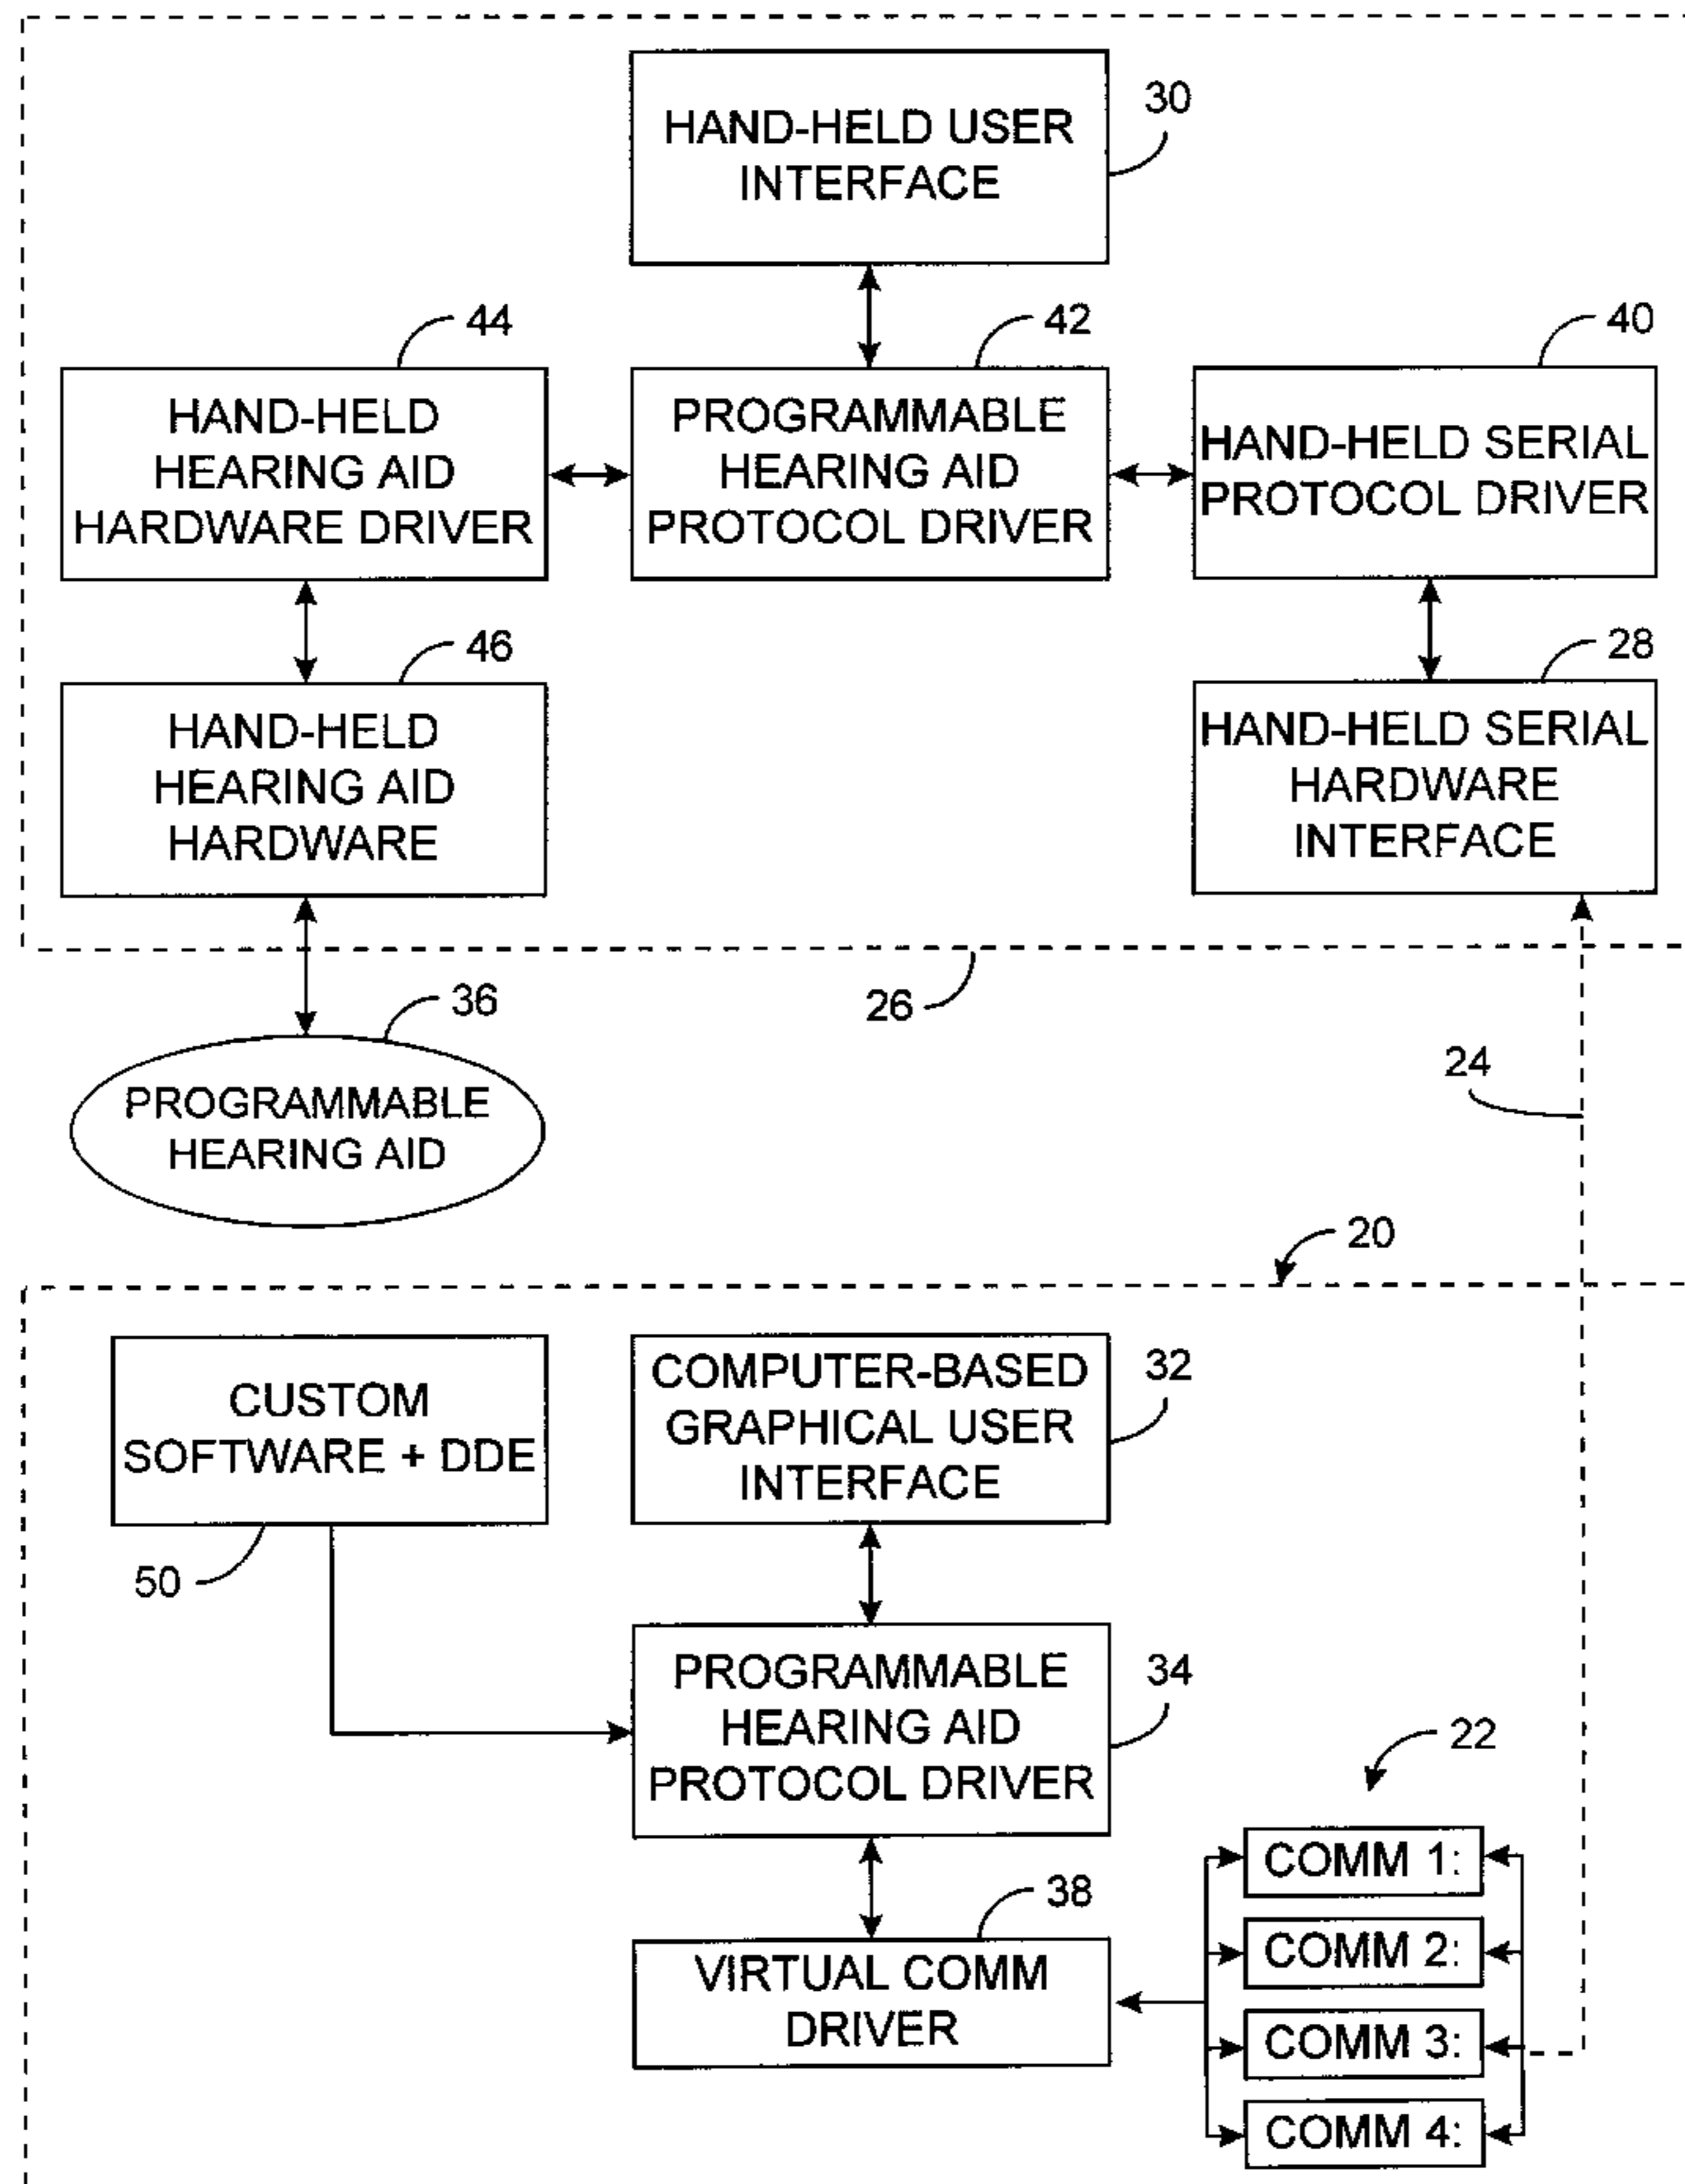 HAND-HELD USER
INTERFACE
30
44
42
40
HAND-HELD
HEARING AID
HARDWARE DRIVER
PROGRAMMABLE
HEARING AID
PROTOCOL DRIVER
HAND-HELD SERIAL
PROTOCOL DRIVER
46
28
HAND-HELD
HEARING AID
HARDWARE
HAND-HELD SERIAL
HARDWARE
INTERFACE
36
26
24
PROGRAMMABLE
HEARING AID
20
CUSTOM
SOFTWARE + DDE
50
COMPUTER-BASED
GRAPHICAL USER
INTERFACE
32
PROGRAMMABLE
HEARING AID
PROTOCOL DRIVER
34
22
38
VIRTUAL COMM
DRIVER
COMM 1:
COMM 2:
COMM 3:
COMM 4: